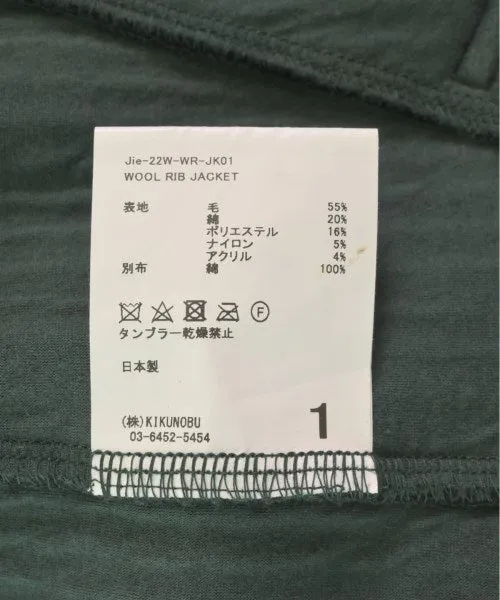 Jie-22W-WR-JK01
WOOL RIB JACKET
表地 毛 55%
綿 20%
ポリエステル 16%
ナイロン 5%
アクリル 4%
別布 綿 100%
F
タンブラー乾燥禁止
日本製
(株)KIKUNOBU
03-6452-5454
1